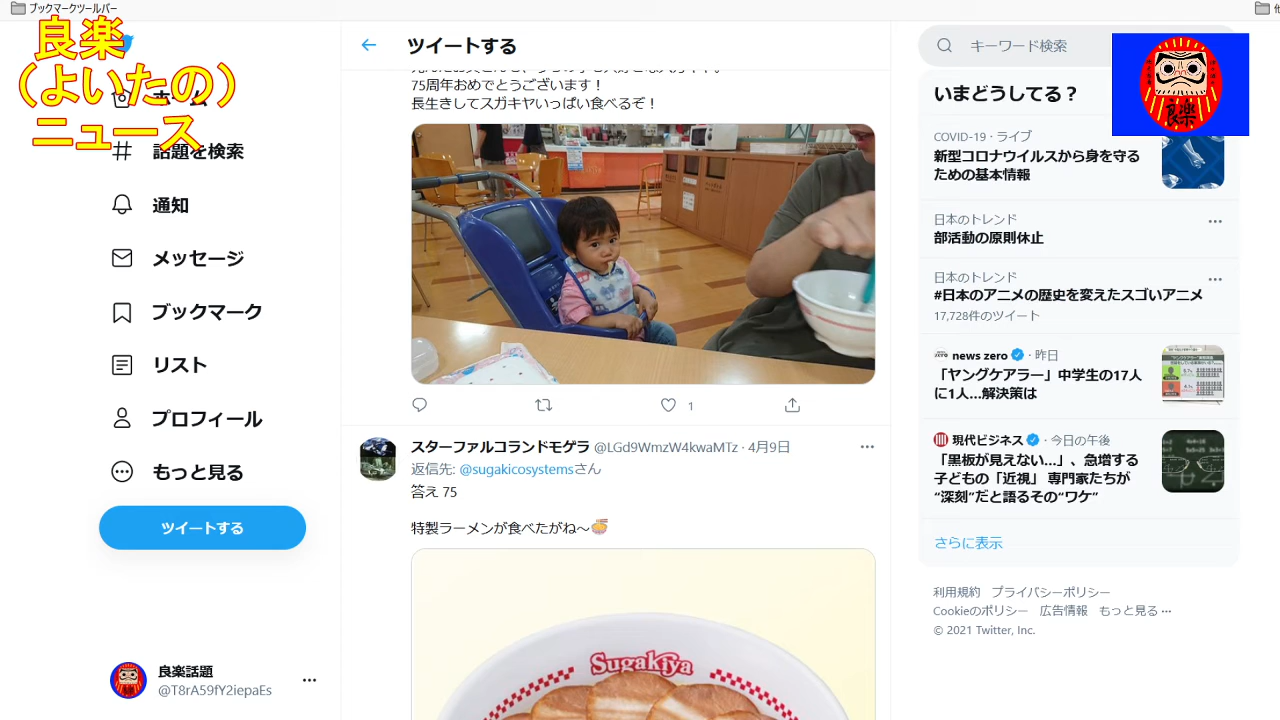 ブックマークツールバー
他
良楽
（よいたの）
ニュース
ホーム
話題を検索
通知
メッセージ
ブックマーク
リスト
プロフィール
もっと見る
ツイートする
良楽話題
@T8rA59fY2iepaEs
ツイートする
75周年おめでとうございます！
長生きしてスガキヤいっぱい食べるぞ！
1
スターファルコランドモゲラ @LGd9WmzW4kwaMTz · 4月9日
返信先: @sugakicosystemsさん
答え 75
特製ラーメンが食べたがね〜🍜
Sugakiya
キーワード検索
良楽
いまどうしてる？
COVID-19 · ライブ
新型コロナウイルスから身を守る
ための基本情報
日本のトレンド
部活動の原則休止
日本のトレンド
#日本のアニメの歴史を変えたスゴいアニメ
17,728件のツイート
news zero · 昨日
「ヤングケアラー」中学生の17人
に1人…解決策は
現代ビジネス · 今日の午後
「黒板が見えない…」、急増する
子どもの「近視」 専門家たちが
“深刻”だと語るその“ワケ”
さらに表示
利用規約 プライバシーポリシー
Cookieのポリシー 広告情報 もっと見る
© 2021 Twitter, Inc.